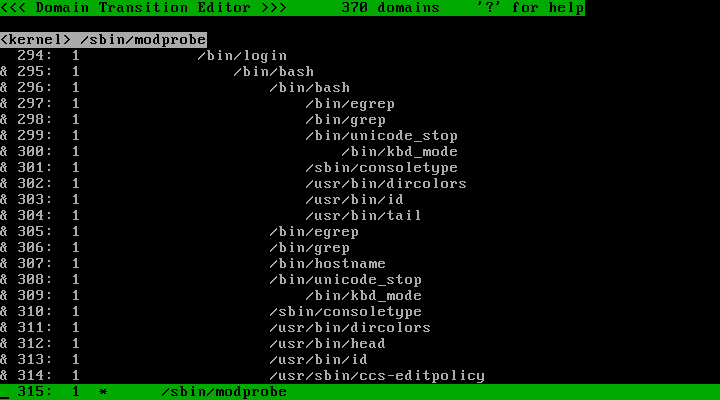 <<< Domain Transition Editor >>>      370 domains    '?' for help
<kernel> /sbin/modprobe
  294:  1             /bin/login
& 295:  1                 /bin/bash
& 296:  1                     /bin/bash
& 297:  1                         /bin/egrep
& 298:  1                         /bin/grep
& 299:  1                         /bin/unicode_stop
& 300:  1                             /bin/kbd_mode
& 301:  1                         /sbin/consoletype
& 302:  1                         /usr/bin/dircolors
& 303:  1                         /usr/bin/id
& 304:  1                         /usr/bin/tail
& 305:  1                     /bin/egrep
& 306:  1                     /bin/grep
& 307:  1                     /bin/hostname
& 308:  1                     /bin/unicode_stop
& 309:  1                         /bin/kbd_mode
& 310:  1                     /sbin/consoletype
& 311:  1                     /usr/bin/dircolors
& 312:  1                     /usr/bin/head
& 313:  1                     /usr/bin/id
& 314:  1                     /usr/sbin/ccs-editpolicy
  315:  1  *      /sbin/modprobe